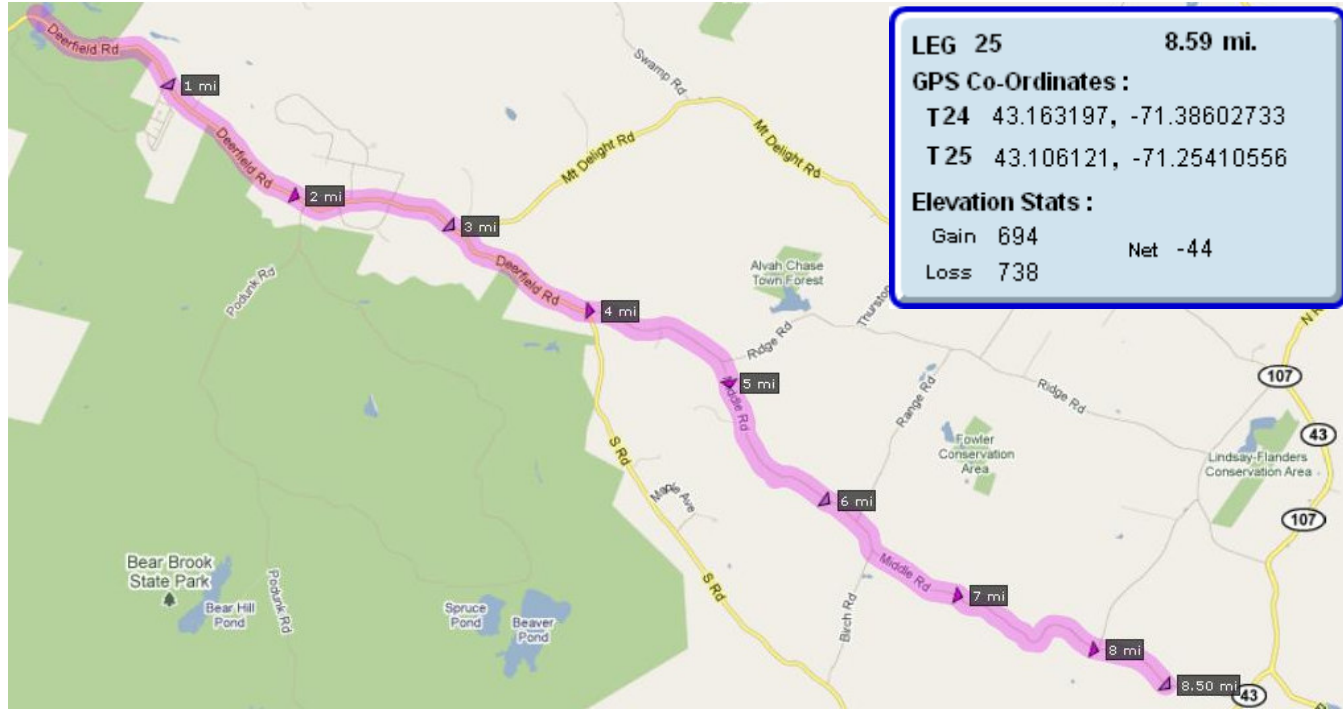 LEG 25 8.59 mi.
GPS Co-Ordinates :
T24 43.163197, -71.38602733
T25 43.106121, -71.25410556
Elevation Stats :
Gain 694
Net -44
Loss 738
Deerfield Rd
1 mi
Swamp Rd
Mt Delight Rd
Mt Delight Rd
Deerfield Rd
2 mi
3 mi
Deerfield Rd
Podunk Rd
Alvah Chase
Town Forest
4 mi
Ridge Rd
107
5 mi
Middle Rd
Range Rd
Ridge Rd
43
Fowler
Conservation
Area
Lindsay-Flanders
Conservation Area
S Rd
Maple Ave
6 mi
107
Bear Brook
State Park
Middle Rd
Podunk Rd
Bear Hill
Pond
Spruce
Pond
Beaver
Pond
S Rd
7 mi
Birch Rd
8 mi
8.50 mi
43